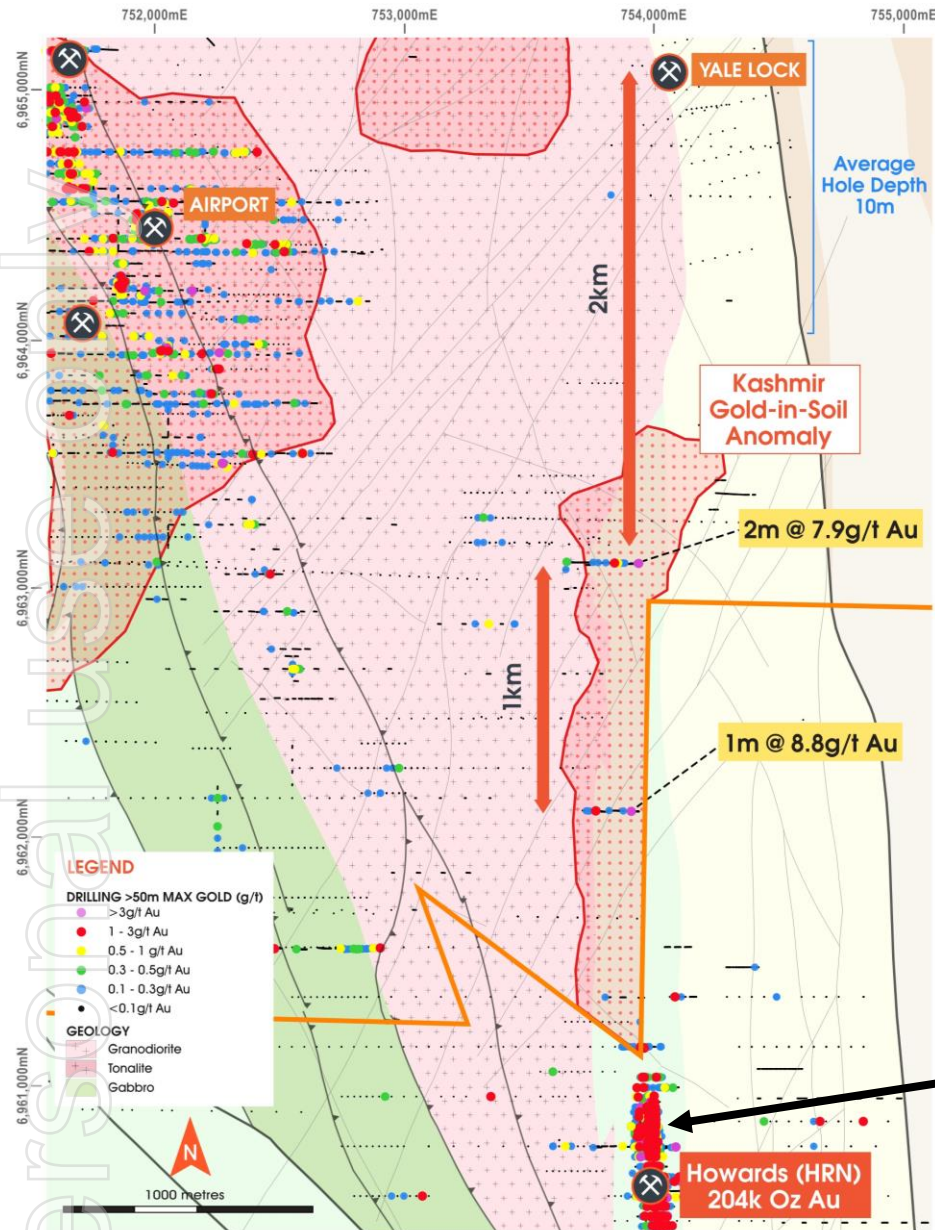 752,000mE
753,000mE
754,000mE
755,000mE
6,965,000mN
6,964,000mN
6,963,000mN
6,962,000mN
6,961,000mN
YALE LOCK
Average
Hole Depth
10m
AIRPORT
2km
Kashmir
Gold-in-Soil
Anomaly
2m @ 7.9g/t Au
1km
1m @ 8.8g/t Au
LEGEND
DRILLING >50m MAX GOLD (g/t)
>3g/t Au
1 - 3g/t Au
0.5 - 1 g/t Au
0.3 - 0.5g/t Au
0.1 - 0.3g/t Au
<0.1g/t Au
GEOLOGY
Granodiorite
Tonalite
Gabbro
N
1000 metres
Howards (HRN)
204k Oz Au
ersonal use only